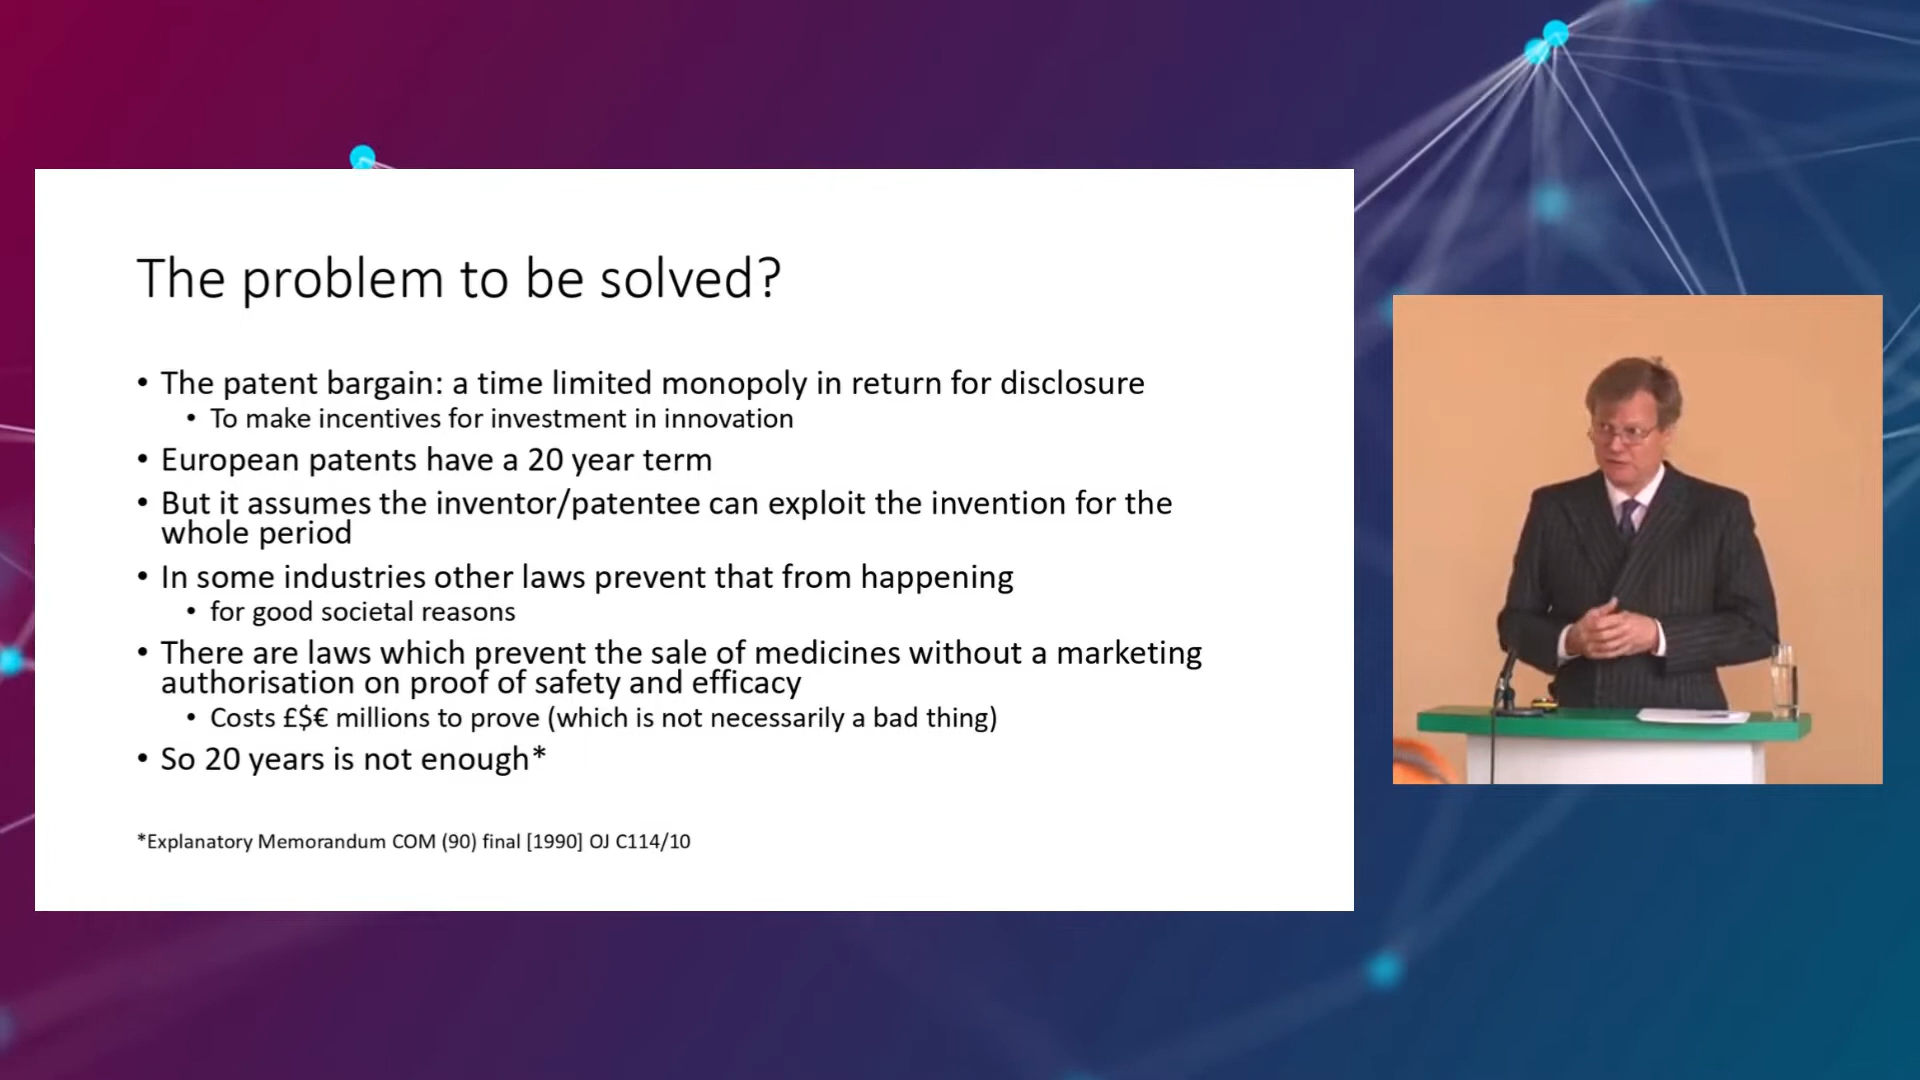 The problem to be solved?
• The patent bargain: a time limited monopoly in return for disclosure
• To make incentives for investment in innovation
• European patents have a 20 year term
• But it assumes the inventor/patentee can exploit the invention for the
whole period
• In some industries other laws prevent that from happening
• for good societal reasons
• There are laws which prevent the sale of medicines without a marketing
authorisation on proof of safety and efficacy
• Costs £$€ millions to prove (which is not necessarily a bad thing)
• So 20 years is not enough*
*Explanatory Memorandum COM (90) final [1990] OJ C114/10